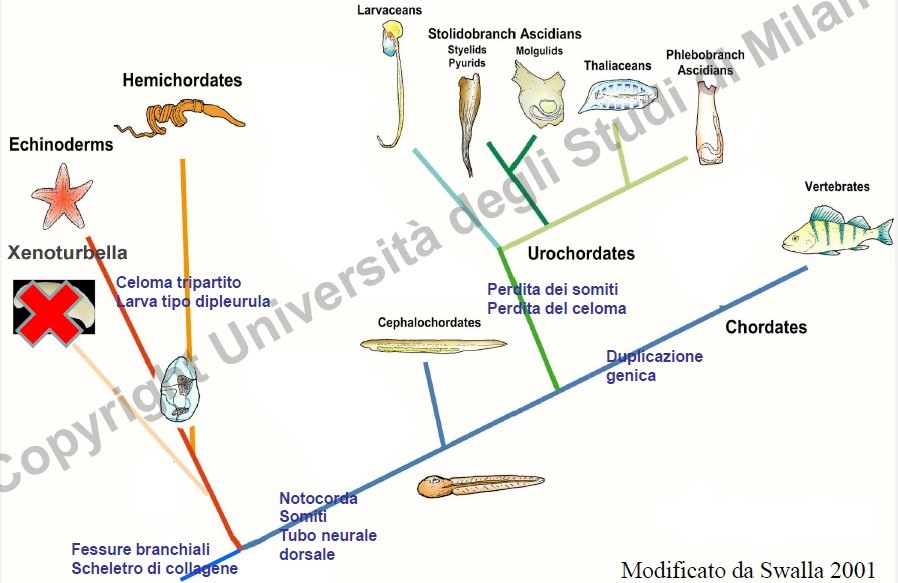 Larvaceans
Stolidobranch Ascidians
Styelids
Pyurids
Molgulids
Thaliaceans
Phlebobranch
Ascidians
Hemichordates
Echinoderms
Vertebrates
Xenoturbella
Urochordates
Celoma tripartito
Larva tipo dipleurula
Perdita dei somiti
Perdita del celoma
Cephalochordates
Chordates
Duplicazione
genica
Notocorda
Somiti
Tubo neurale
dorsale
Fessure branchiali
Scheletro di collagene
Modificato da Swalla 2001
Copyright Università degli Studi di Milan